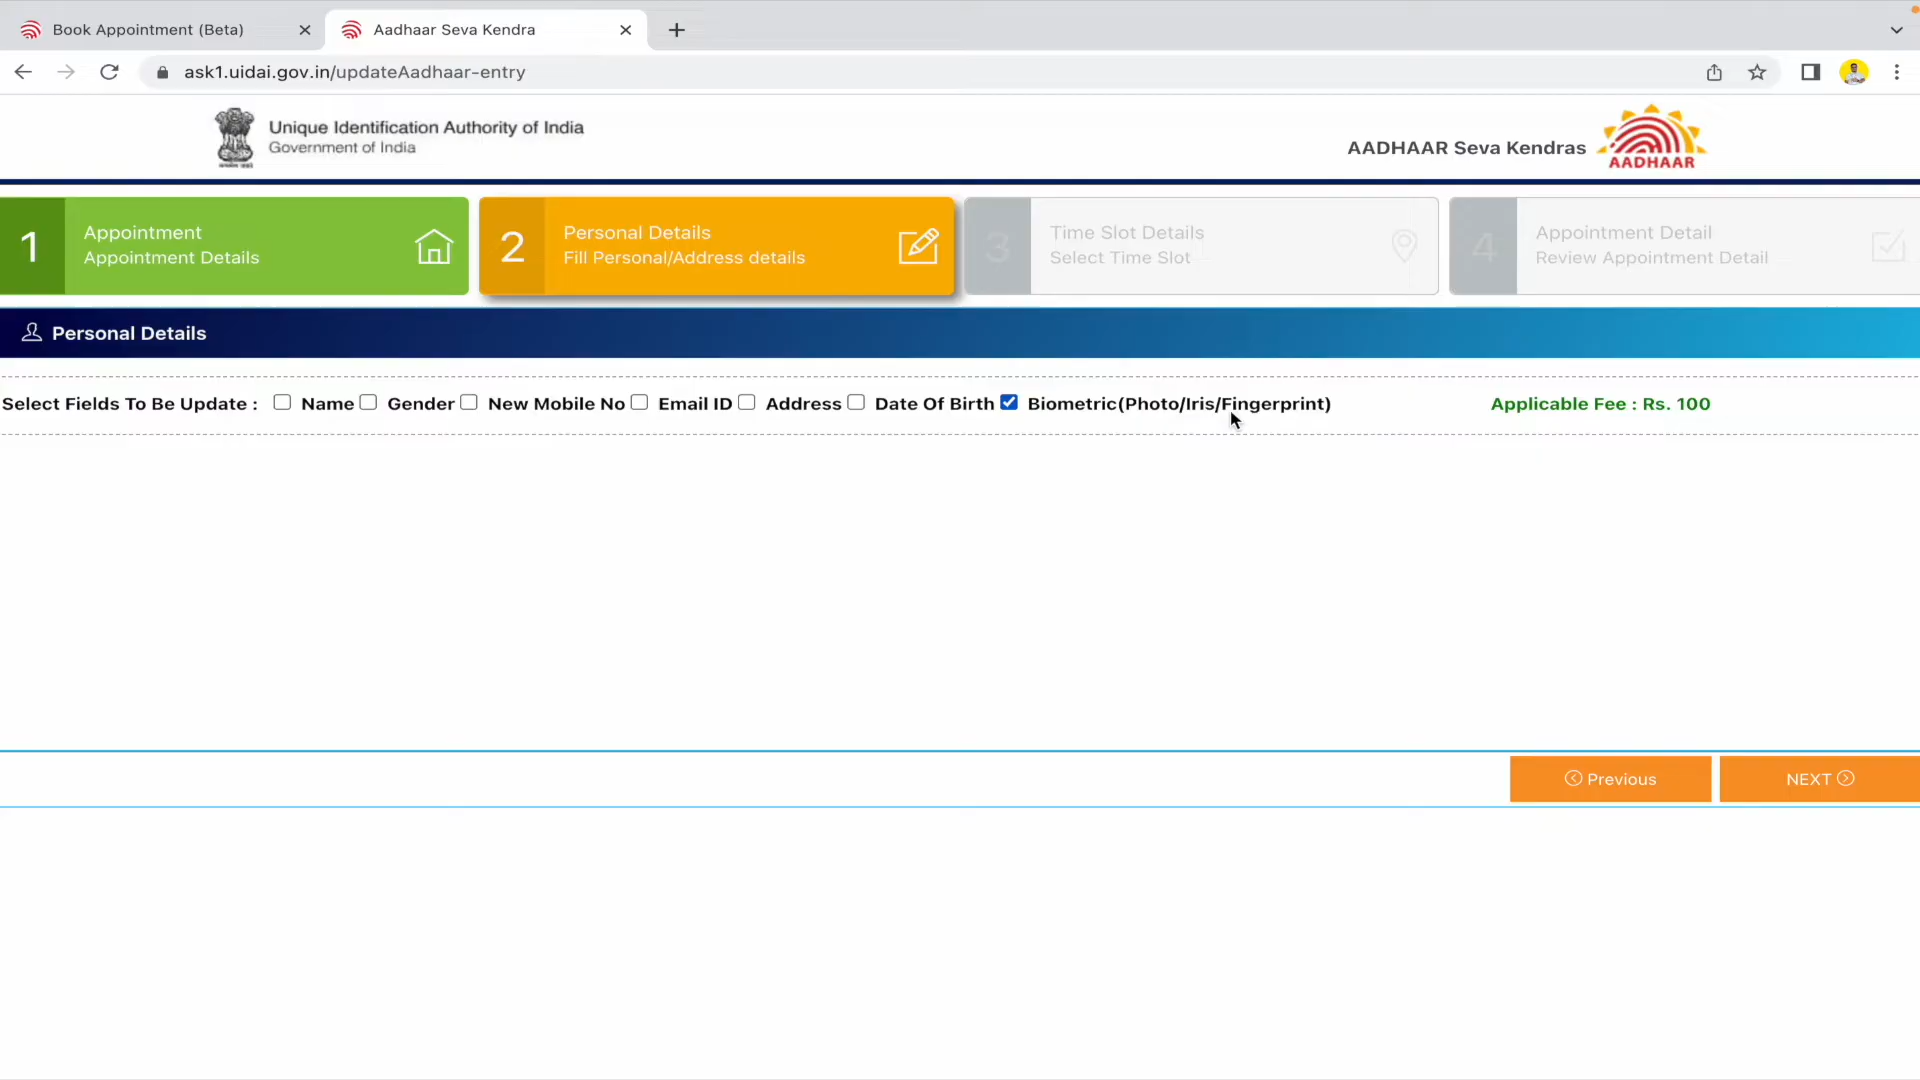 Book Appointment (Beta)
Aadhaar Seva Kendra
ask1.uidai.gov.in/updateAadhaar-entry
Unique Identification Authority of India
Government of India
AADHAAR Seva Kendras
AADHAAR
1
Appointment
Appointment Details
2
Personal Details
Fill Personal/Address details
3
Time Slot Details
Select Time Slot
4
Appointment Detail
Review Appointment Detail
Personal Details
Select Fields To Be Update : Name Gender New Mobile No Email ID Address Date Of Birth Biometric(Photo/Iris/Fingerprint) Applicable Fee : Rs. 100
Previous
NEXT